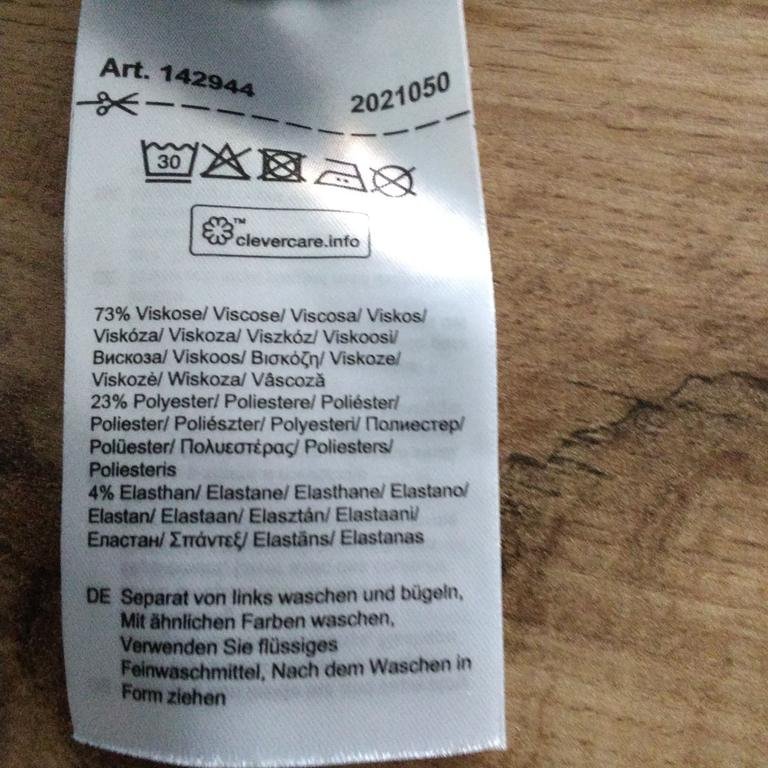 Art. 142944
2021050
30
™
clevercare.info
73% Viskose/ Viscose/ Viscosa/ Viskos/
Viskóza/ Viskoza/ Viszkóz/ Viskoosi/
Вискоза/ Viskoos/ Βισκόζη/ Viskoze/
Viskozė/ Wiskoza/ Vâscoză
23% Polyester/ Poliestere/ Poliéster/
Poliester/ Poliészter/ Polyesteri/ Полиестер/
Polüester/ Πολυεστέρας/ Poliesters/
Poliesteris
4% Elasthan/ Elastane/ Elasthane/ Elastano/
Elastan/ Elastaan/ Elasztán/ Elastaani/
Еластан/ Σπάντεξ/ Elastāns/ Elastanas
DE Separat von links waschen und bügeln,
Mit ähnlichen Farben waschen,
Verwenden Sie flüssiges
Feinwaschmittel, Nach dem Waschen in
Form ziehen